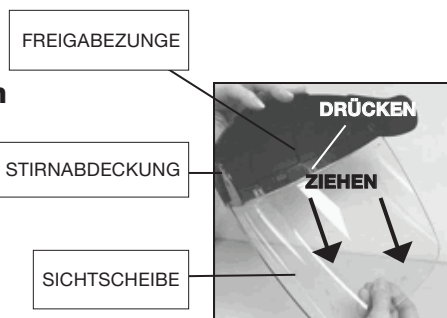 FREIGABEZUNGE
DRÜCKEN
STIRNABDECKUNG
ZIEHEN
SICHTSCHEIBE